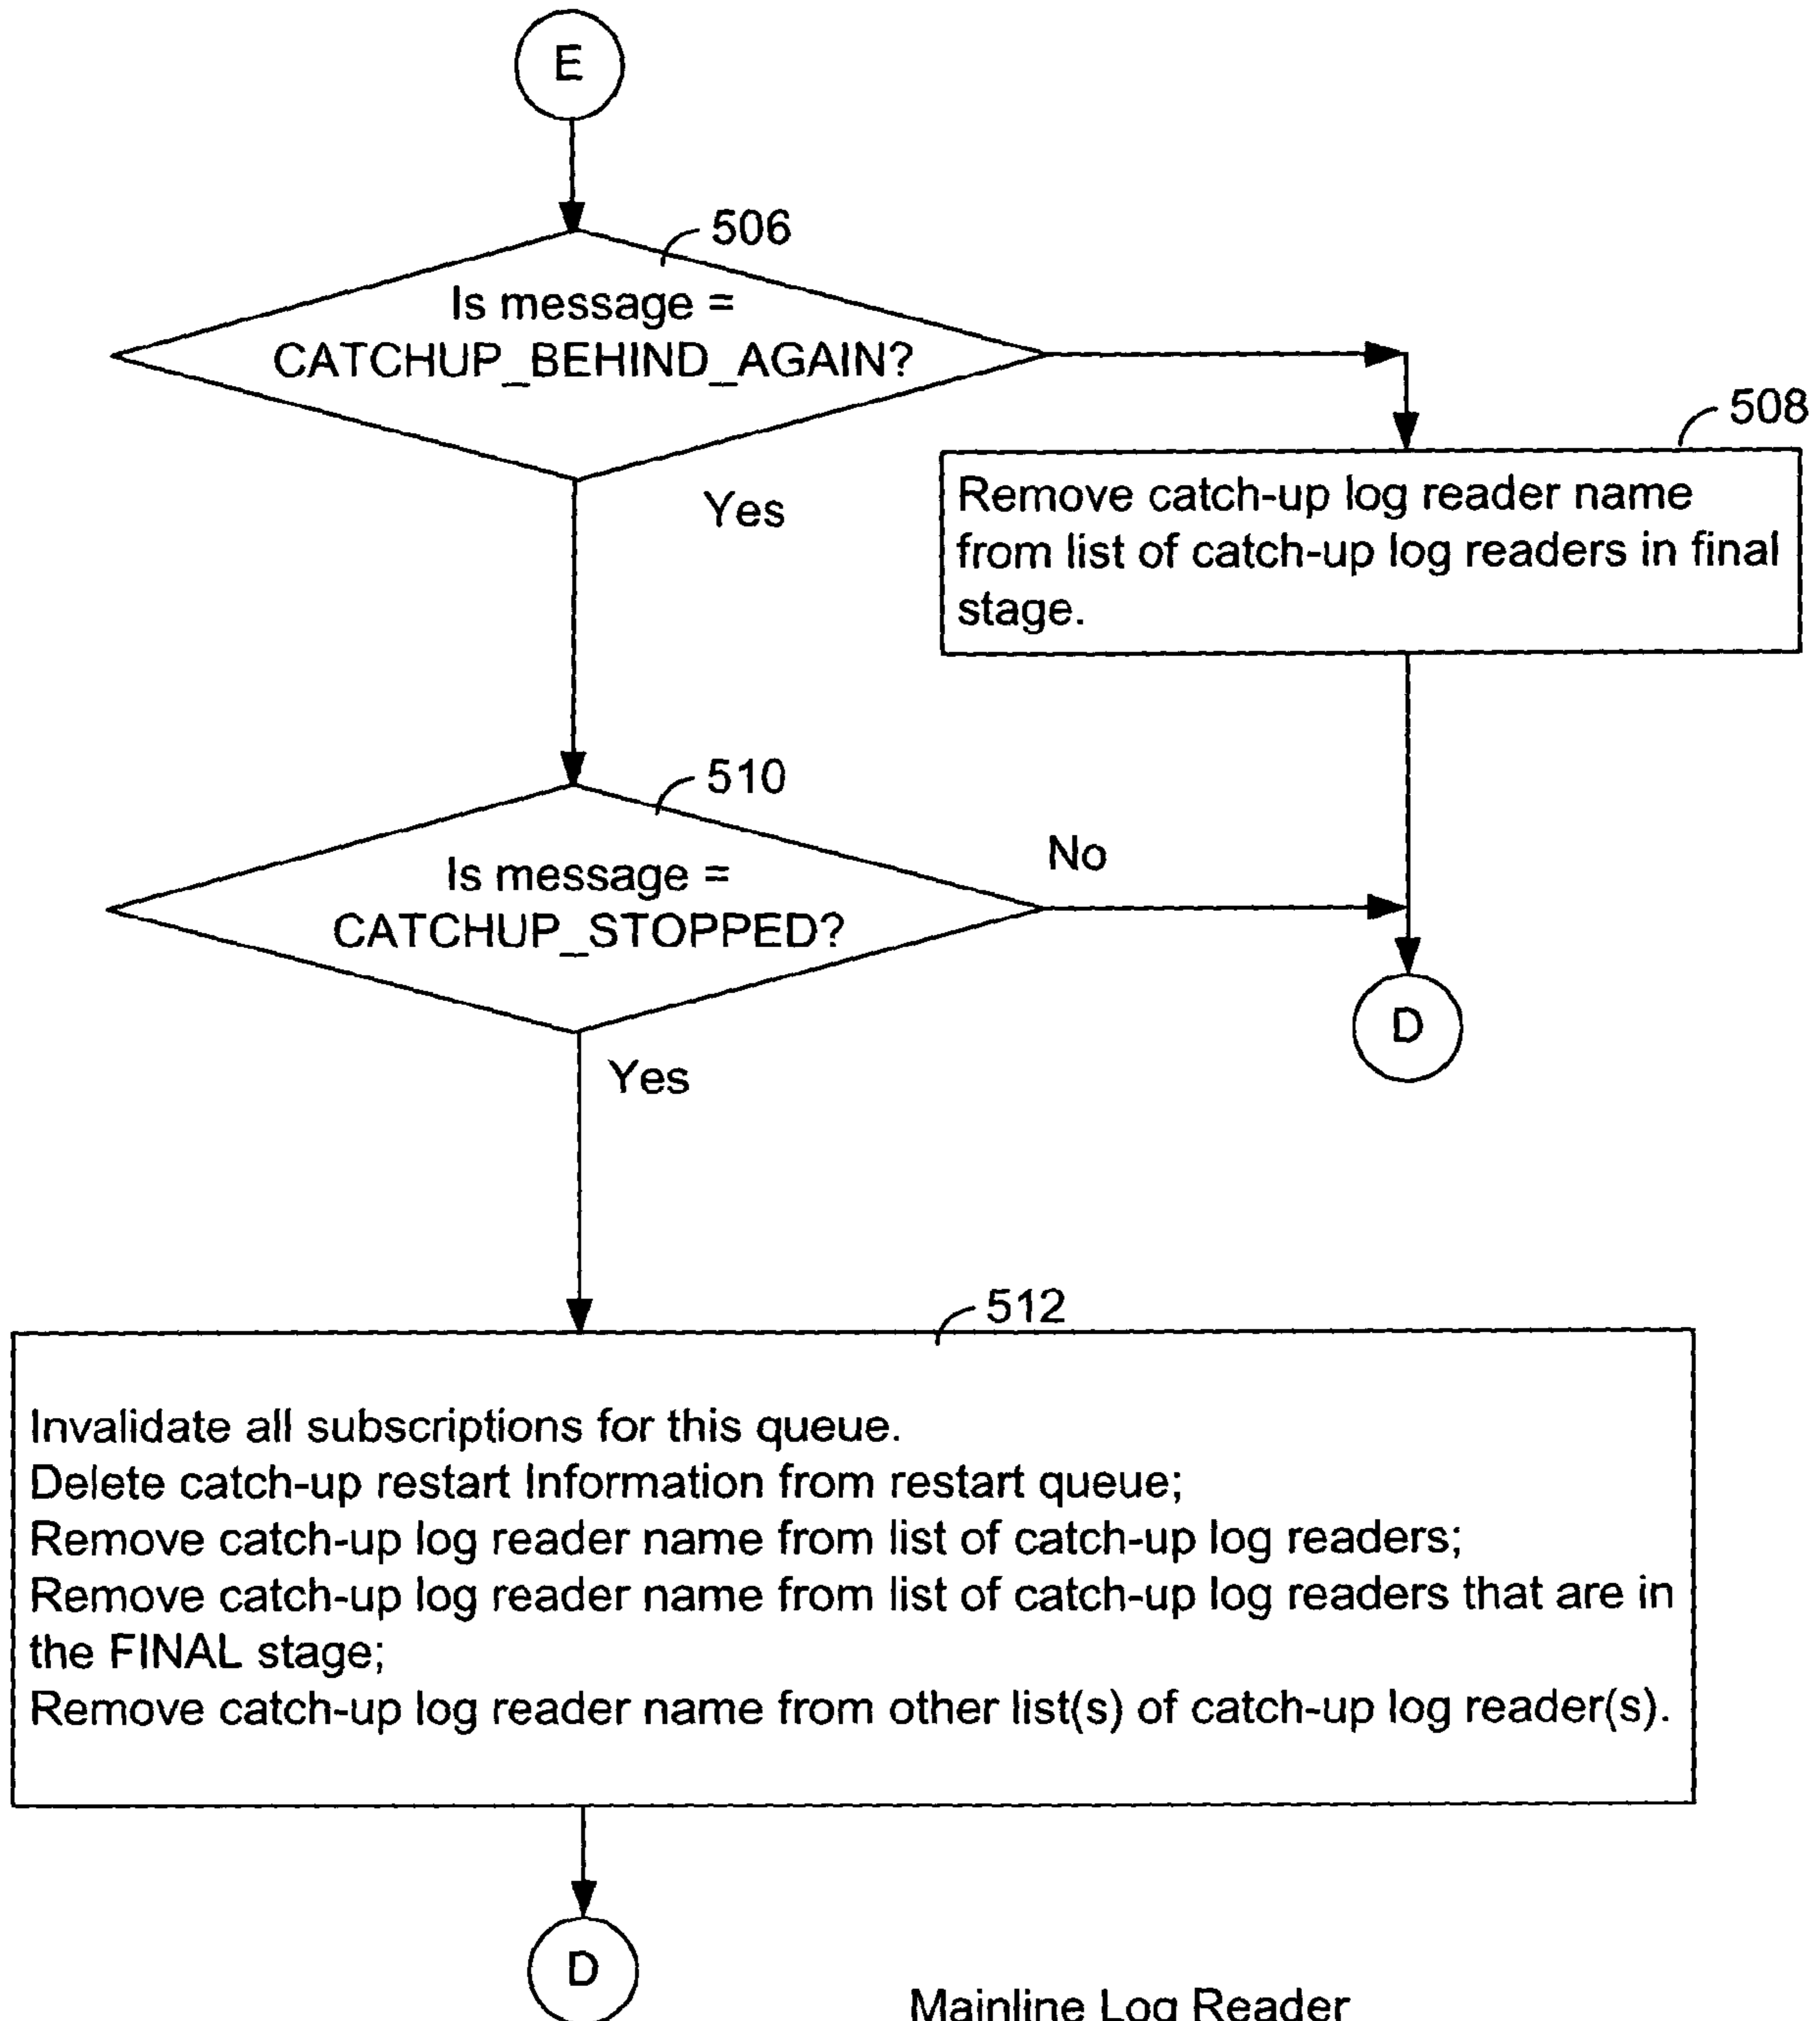 E
506
Is message =
CATCHUP_BEHIND_AGAIN?
508
Remove catch-up log reader name
from list of catch-up log readers in final
stage.
Yes
510
Is message =
CATCHUP_STOPPED?
No
D
Yes
512
Invalidate all subscriptions for this queue.
Delete catch-up restart Information from restart queue;
Remove catch-up log reader name from list of catch-up log readers;
Remove catch-up log reader name from list of catch-up log readers that are in
the FINAL stage;
Remove catch-up log reader name from other list(s) of catch-up log reader(s).
D
Mainline Log Reader